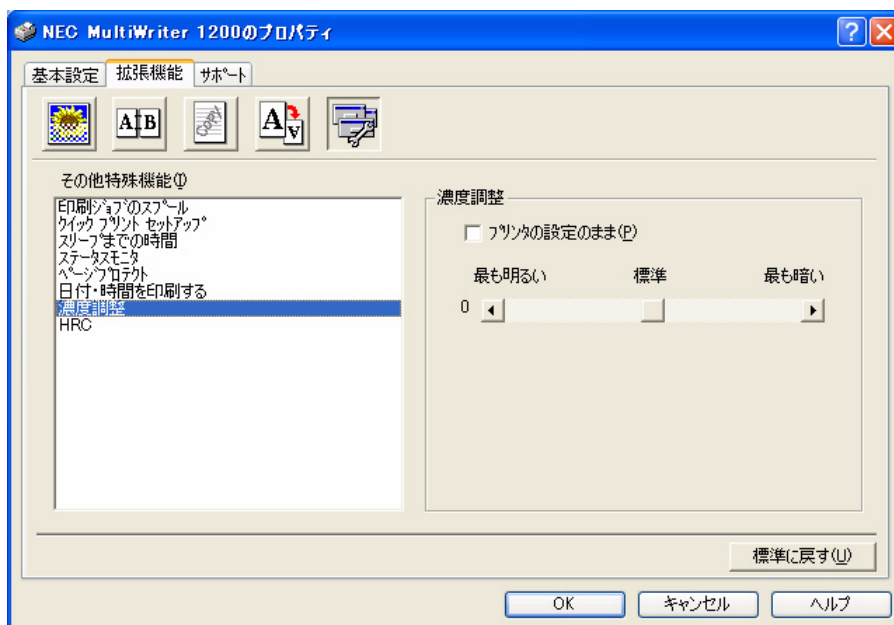 NEC MultiWriter 1200のプロパティ
基本設定 拡張機能 サポート
A B
Copy
A A
その他特殊機能(I)
印刷ジョブのスプール
クイック プリント セットアップ
スリープまでの時間
ステータスモニタ
ページプロテクト
日付・時間を印刷する
濃度調整
HRC
濃度調整
プリンタの設定のまま(P)
最も明るい 標準 最も暗い
0
標準に戻す(U)
OK キャンセル ヘルプ